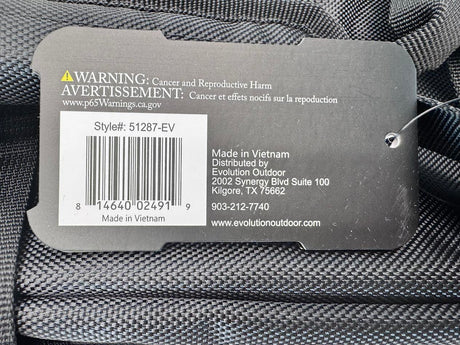 WARNING: Cancer and Reproductive Harm
AVERTISSEMENT: Cancer et effets nocifs sur la reproduction
www.p65Warnings.ca.gov
Style#: 51287-EV
8 14640 02491 9
Made in Vietnam
Made in Vietnam
Distributed by
Evolution Outdoor
2002 Synergy Blvd Suite 100
Kilgore, TX 75662
903-212-7740
www.evolutionoutdoor.com